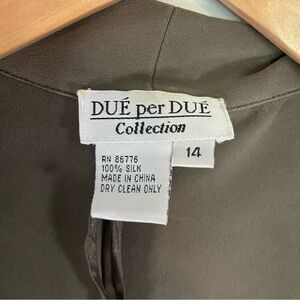 DUÉ per DUÉ
Collection
14
RN 86776
100% SILK
MADE IN CHINA
DRY CLEAN ONLY